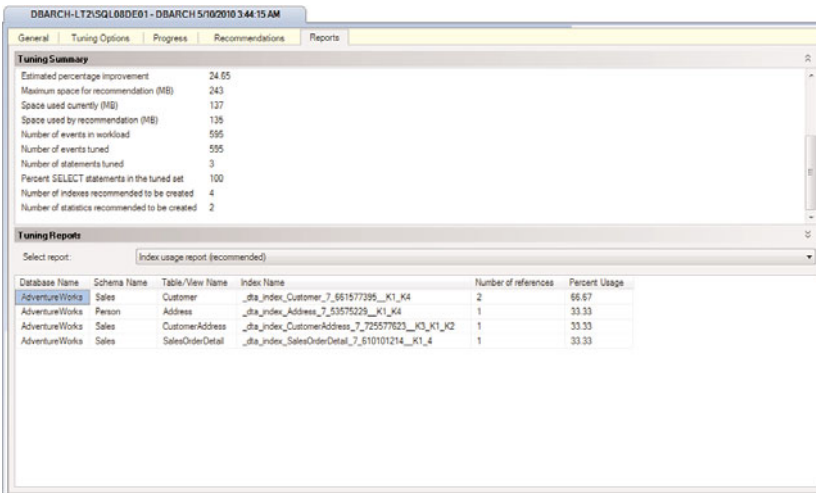 DBARCH-LT2\SQL08DE01 - DBARCH 5/10/2010 3:44:15 AM
General Tuning Options Progress Recommendations Reports
Tuning Summary
Estimated percentage improvement 24.65
Maximum space for recommendation (MB) 243
Space used currently (MB) 137
Space used by recommendation (MB) 135
Number of events in workload 595
Number of events tuned 595
Number of statements tuned 3
Percent SELECT statements in the tuned set 100
Number of indexes recommended to be created 4
Number of statistics recommended to be created 2
Tuning Reports
Select report: Index usage report (recommended)
Database Name Schema Name Table/View Name Index Name Number of references Percent Usage
AdventureWorks Sales Customer _dta_index_Customer_7_661577395__K1_K4 2 66.67
AdventureWorks Person Address _dta_index_Address_7_53575229__K1_K4 1 33.33
AdventureWorks Sales CustomerAddress _dta_index_CustomerAddress_7_725577623__K3_K1_K2 1 33.33
AdventureWorks Sales SalesOrderDetail _dta_index_SalesOrderDetail_7_610101214__K1_4 1 33.33